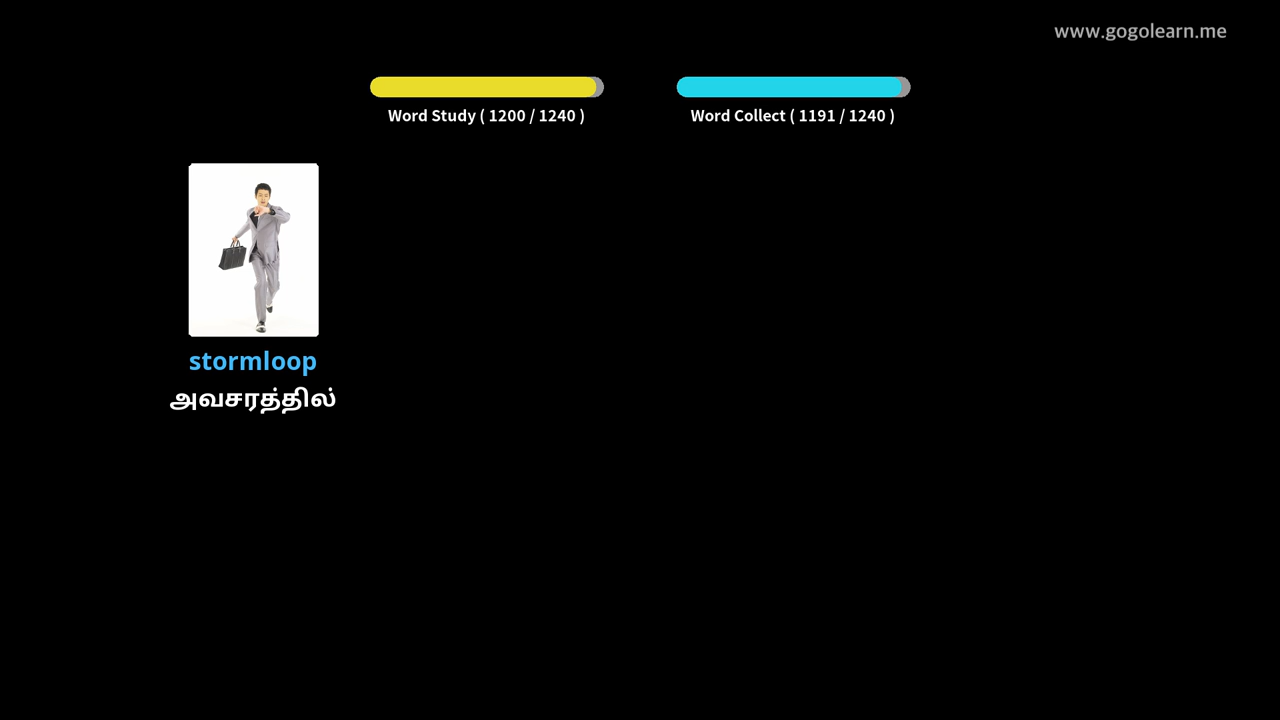 www.gogolearn.me
Word Study ( 1200 / 1240 )
Word Collect ( 1191 / 1240 )
stormloop
அவசரத்தில்